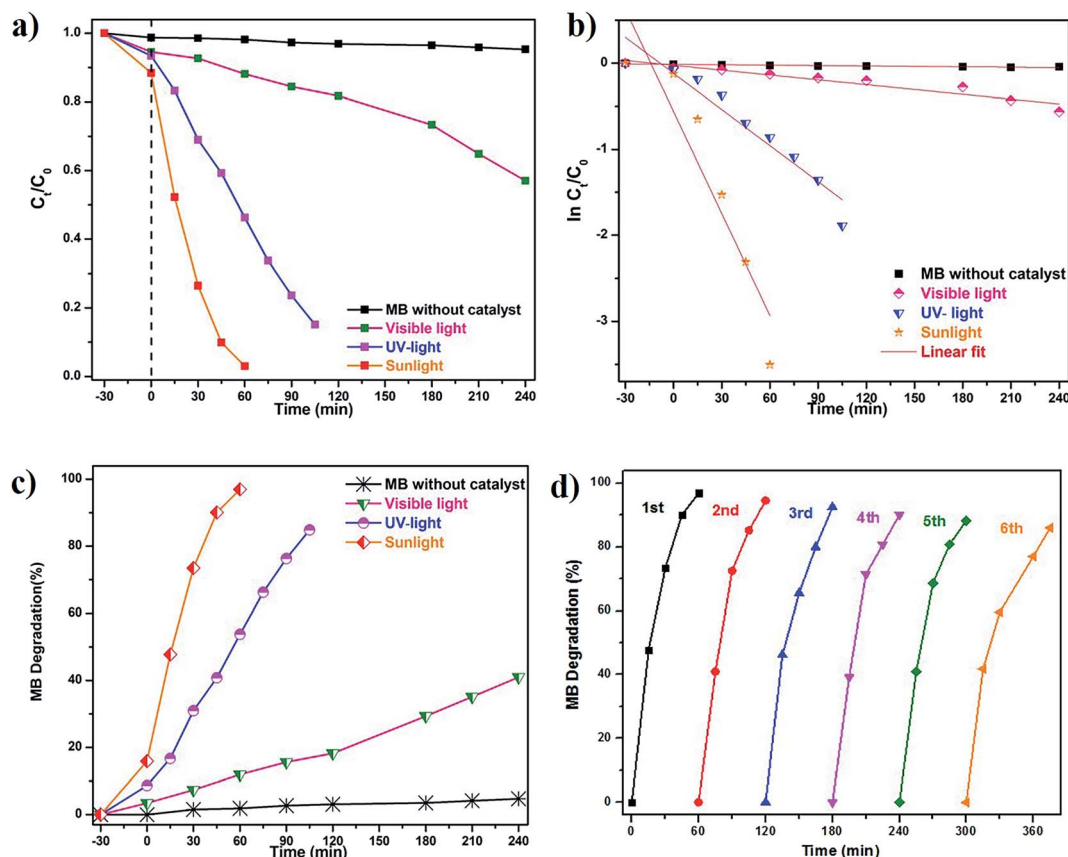 a)
1.0
0.8
0.6
0.4
0.2
0.0
Ct/C0
MB without catalyst
Visible light
UV-light
Sunlight
-30 0 30 60 90 120 150 180 210 240
Time (min)
b)
0
-1
-2
-3
ln Ct/C0
MB without catalyst
Visible light
UV- light
Sunlight
Linear fit
-30 0 30 60 90 120 150 180 210 240
Time (min)
c)
100
80
60
40
20
0
MB Degradation(%)
MB without catalyst
Visible light
UV-light
Sunlight
-30 0 30 60 90 120 150 180 210 240
Time (min)
d)
100
80
60
40
20
0
MB Degradation (%)
1st 2nd 3rd 4th 5th 6th
0 60 120 180 240 300 360
Time (min)